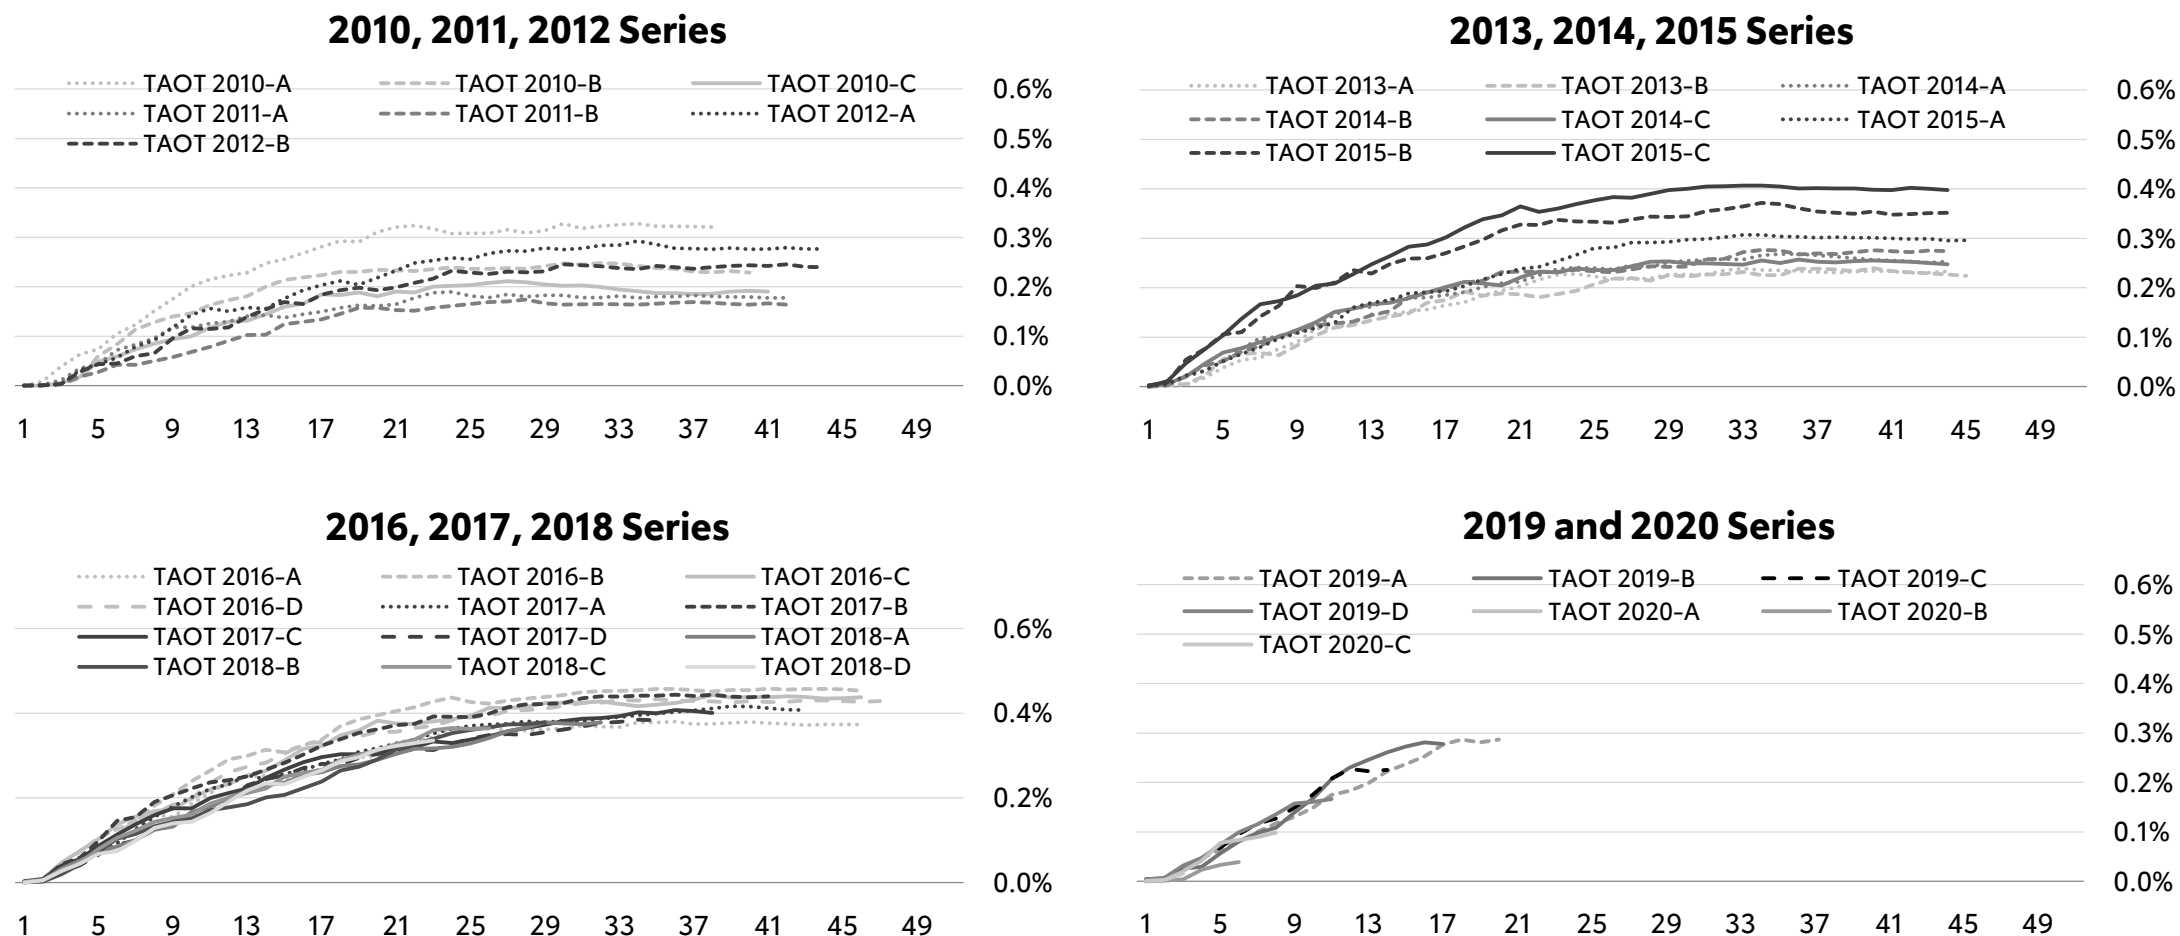 2010, 2011, 2012 Series
TAOT 2010-A TAOT 2010-B TAOT 2010-C
TAOT 2011-A TAOT 2011-B TAOT 2012-A
TAOT 2012-B
0.6%
0.5%
0.4%
0.3%
0.2%
0.1%
0.0%
1 5 9 13 17 21 25 29 33 37 41 45 49
2013, 2014, 2015 Series
TAOT 2013-A TAOT 2013-B TAOT 2014-A
TAOT 2014-B TAOT 2014-C TAOT 2015-A
TAOT 2015-B TAOT 2015-C
0.6%
0.5%
0.4%
0.3%
0.2%
0.1%
0.0%
1 5 9 13 17 21 25 29 33 37 41 45 49
2016, 2017, 2018 Series
TAOT 2016-A TAOT 2016-B TAOT 2016-C
TAOT 2016-D TAOT 2017-A TAOT 2017-B
TAOT 2017-C TAOT 2017-D TAOT 2018-A
TAOT 2018-B TAOT 2018-C TAOT 2018-D
0.6%
0.4%
0.2%
0.0%
1 5 9 13 17 21 25 29 33 37 41 45 49
2019 and 2020 Series
TAOT 2019-A TAOT 2019-B TAOT 2019-C
TAOT 2019-D TAOT 2020-A TAOT 2020-B
TAOT 2020-C
0.6%
0.5%
0.4%
0.3%
0.2%
0.1%
0.0%
1 5 9 13 17 21 25 29 33 37 41 45 49